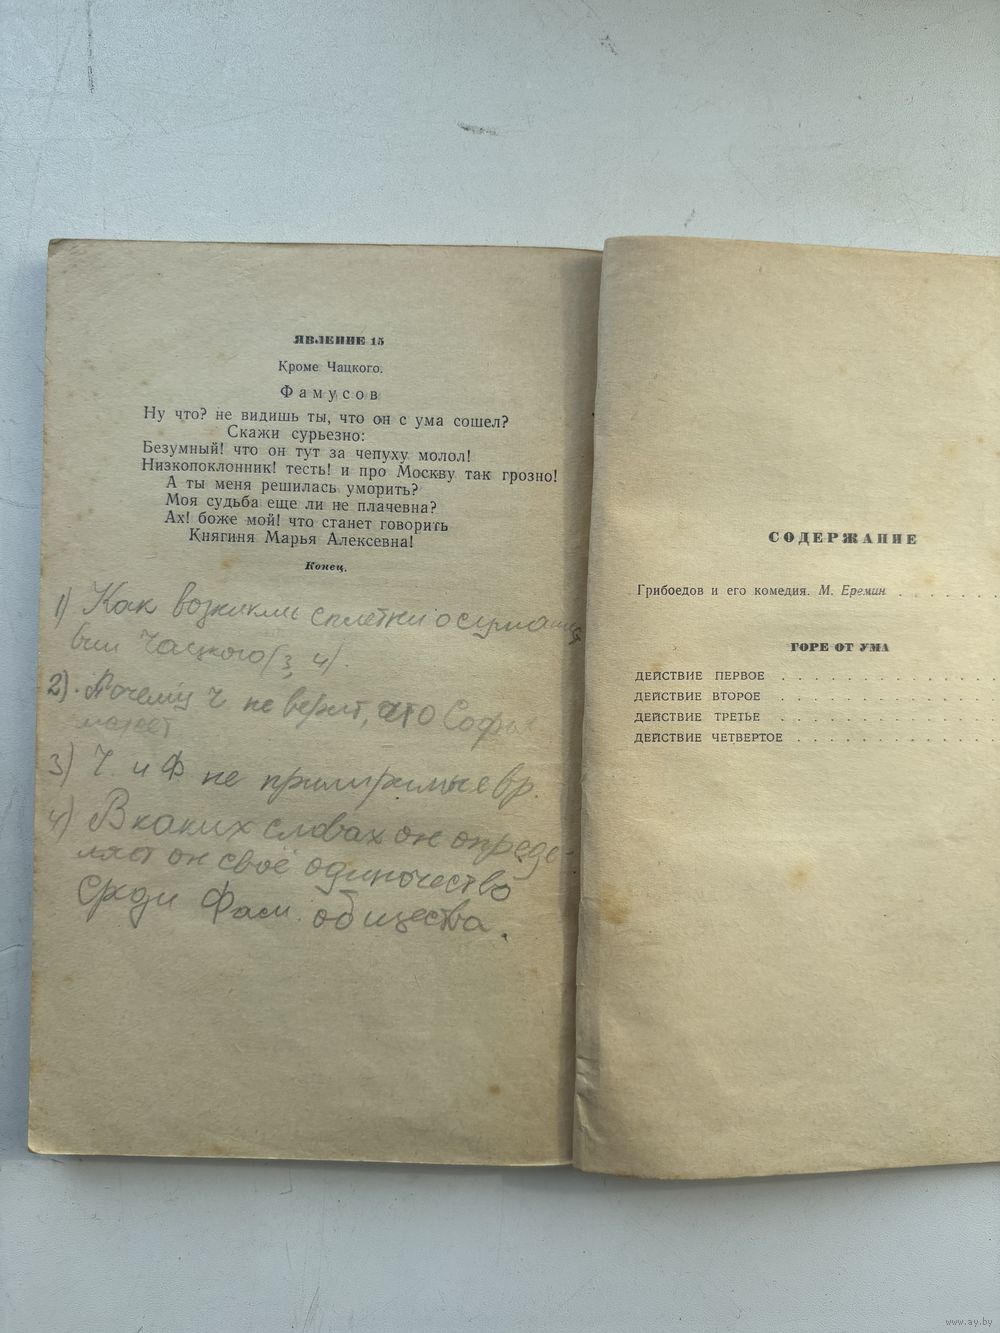 ЯВЛЕНИЕ 15
Кроме Чацкого.
Фамусов
Ну что? не видишь ты, что он с ума сошел?
Скажи сурьезно:
Безумный! что он тут за чепуху молол!
Низкопоклонник! тесть! и про Москву так грозно!
А ты меня решилась уморить?
Моя судьба еще ли не плачевна?
Ах! боже мой! что станет говорить
Княгиня Марья Алексевна!
Конец.
1) Как возникли сплетни о
Чацкого (3, 4).
2). Почему Ч не верит, что Софья
3) Ч. и Ф не примиримые вр.
4) В каких словах он опреде-
ляет он своё одиночество
Среди Фам. общества.
СОДЕРЖАНИЕ
Грибоедов и его комедия. М. Еремин . . . . . .
ГОРЕ ОТ УМА
ДЕЙСТВИЕ ПЕРВОЕ . . . . . . . . . . . .
ДЕЙСТВИЕ ВТОРОЕ . . . . . . . . . . . .
ДЕЙСТВИЕ ТРЕТЬЕ . . . . . . . . . . . .
ДЕЙСТВИЕ ЧЕТВЕРТОЕ . . . . . . . . . . .
www.ay.by